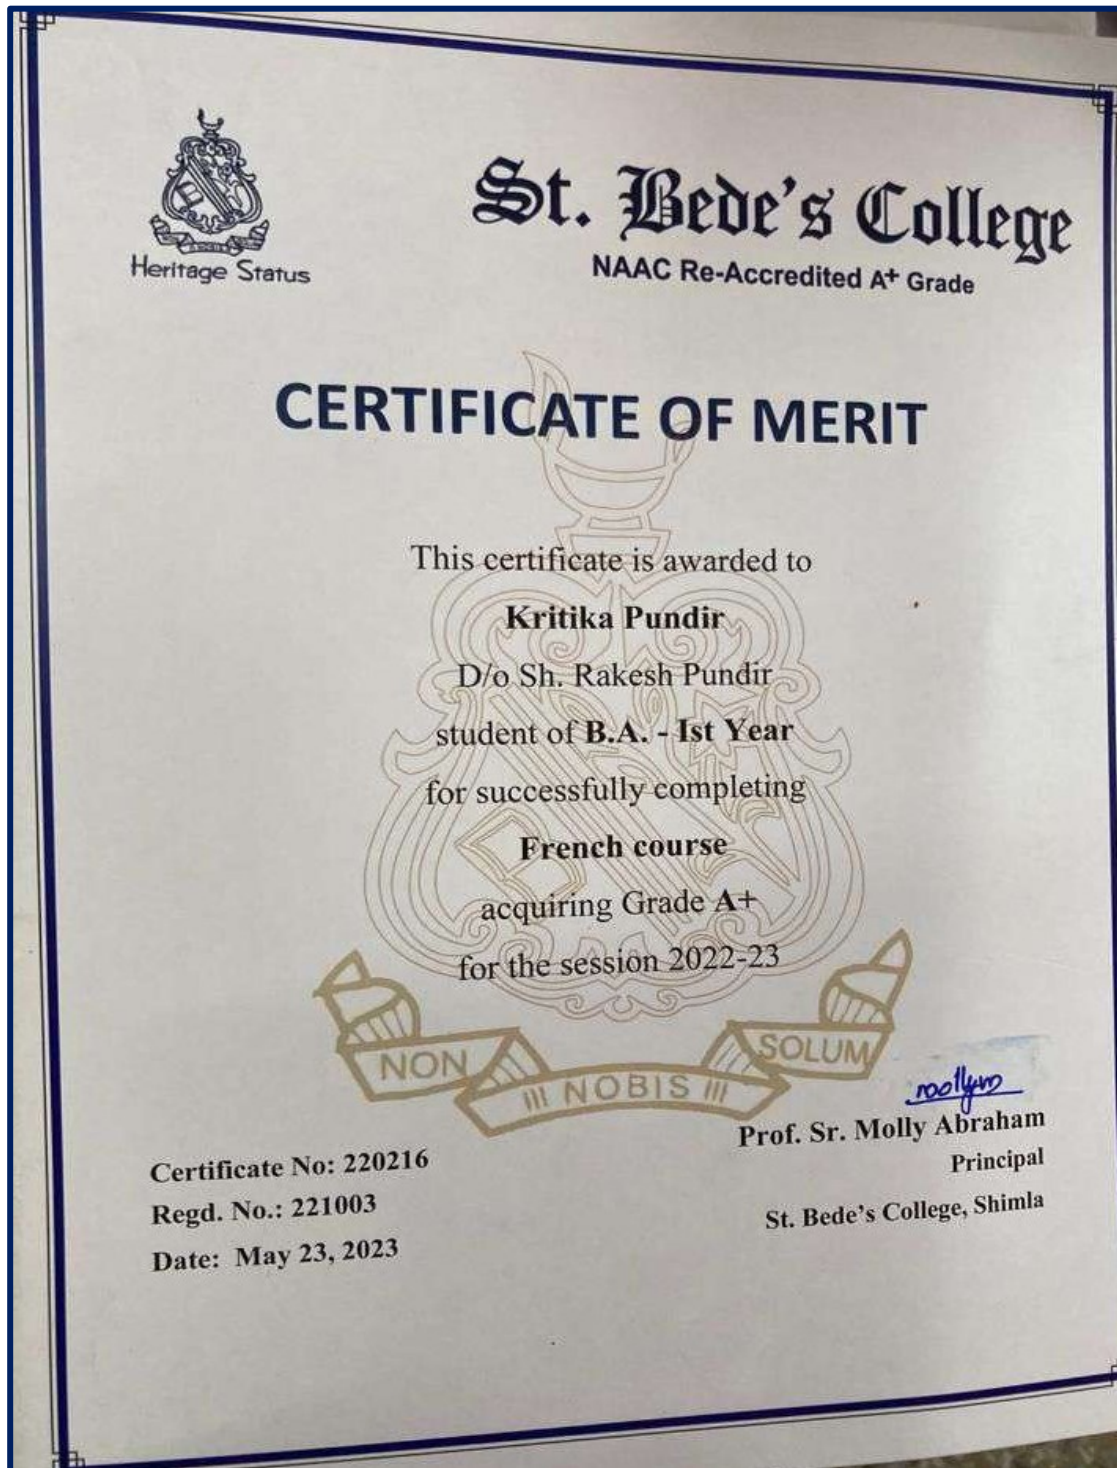 Heritage Status
St. Bede's College
NAAC Re-Accredited A+ Grade
CERTIFICATE OF MERIT
This certificate is awarded to
Kritika Pundir
D/o Sh. Rakesh Pundir
student of B.A. - Ist Year
for successfully completing
French course
acquiring Grade A+
for the session 2022-23
NON
III NOBIS III
SOLUM
Prof. Sr. Molly Abraham
Principal
St. Bede's College, Shimla
Certificate No: 220216
Regd. No.: 221003
Date: May 23, 2023